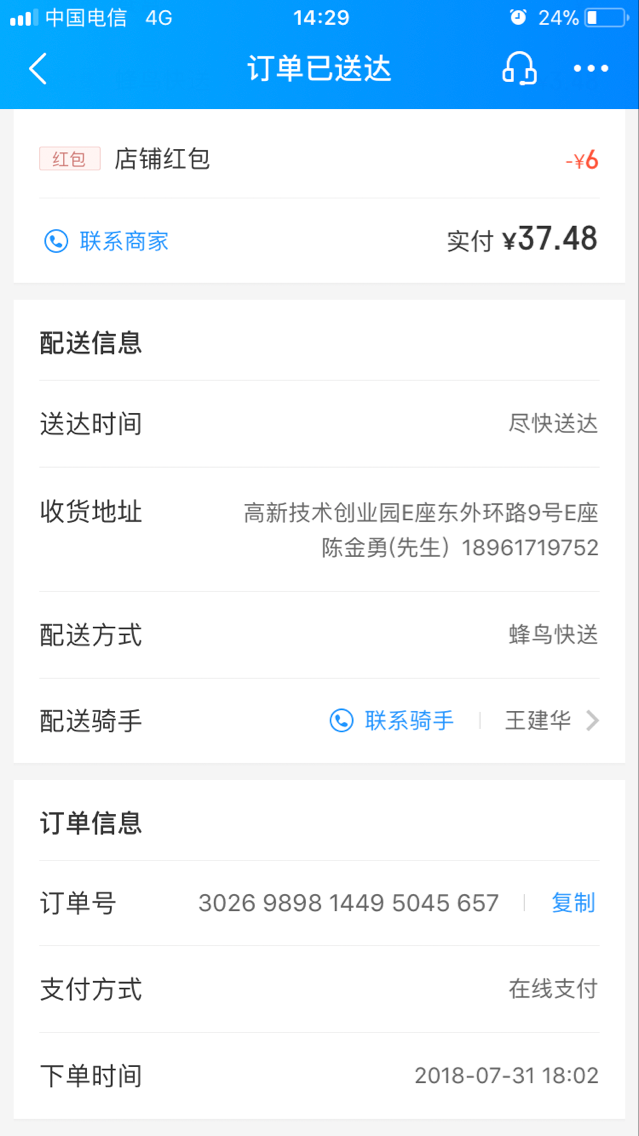 中国电信 4G 14:29 24%
订单已送达
红包 店铺红包 -¥6
联系商家 实付 ¥37.48
配送信息
送达时间 尽快送达
收货地址 高新技术创业园E座东外环路9号E座
陈金勇(先生) 18961719752
配送方式 蜂鸟快送
配送骑手 联系骑手 王建华
订单信息
订单号 3026 9898 1449 5045 657 复制
支付方式 在线支付
下单时间 2018-07-31 18:02